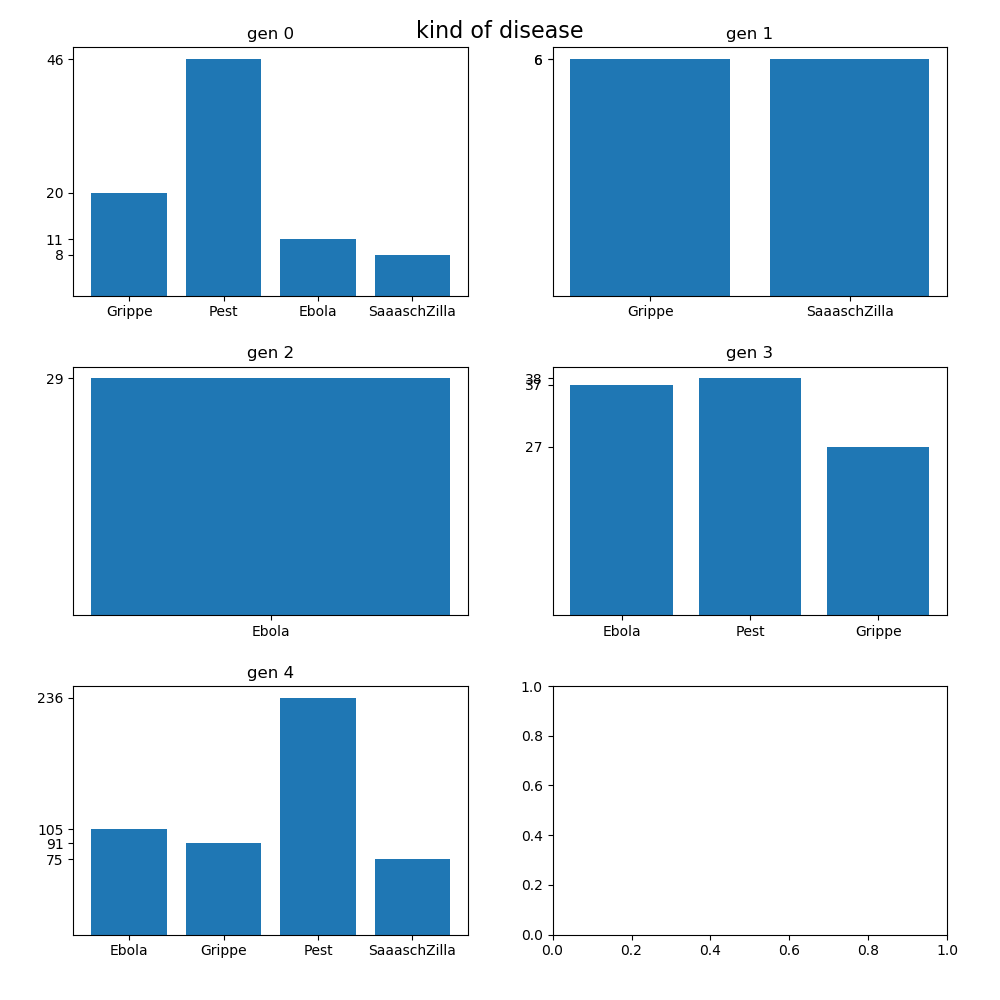 kind of disease
gen 0
46
20
11
8
Grippe Pest Ebola SaaaschZilla
gen 1
6
Grippe SaaaschZilla
gen 2
29
Ebola
gen 3
38
37
27
Ebola Pest Grippe
gen 4
236
105
91
75
Ebola Grippe Pest SaaaschZilla
1.0
0.8
0.6
0.4
0.2
0.0
0.0 0.2 0.4 0.6 0.8 1.0